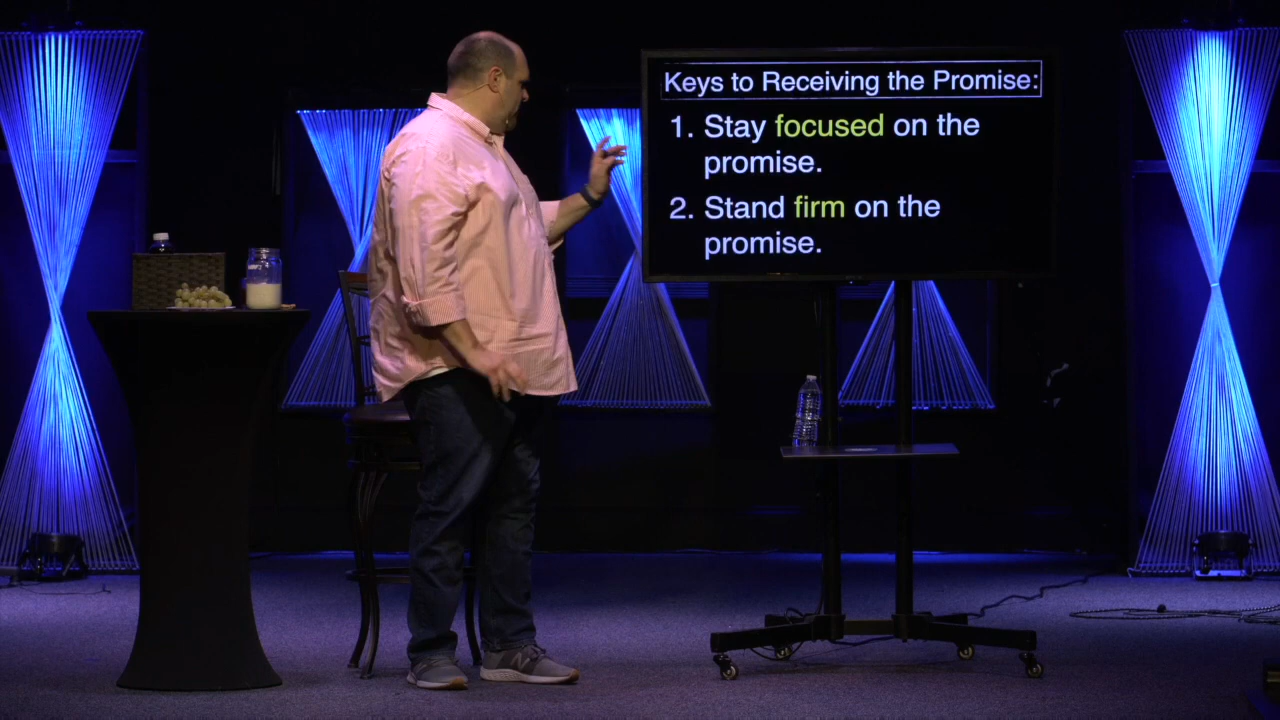 Keys to Receiving the Promise:
1. Stay focused on the
promise.
2. Stand firm on the
promise.